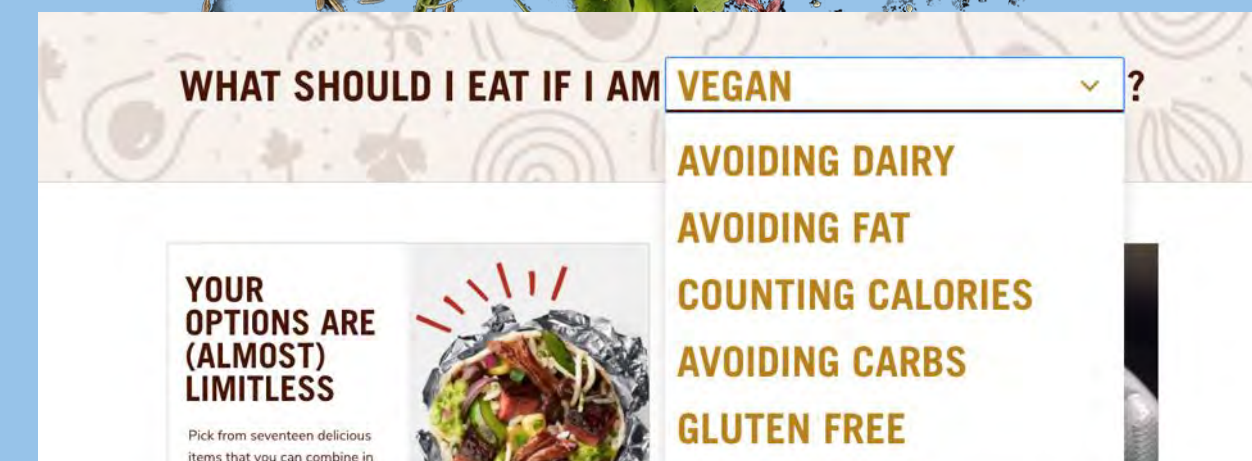 WHAT SHOULD I EAT IF I AM VEGAN ?
AVOIDING DAIRY
AVOIDING FAT
COUNTING CALORIES
AVOIDING CARBS
GLUTEN FREE
YOUR
OPTIONS ARE
(ALMOST)
LIMITLESS
Pick from seventeen delicious
items that you can combine in